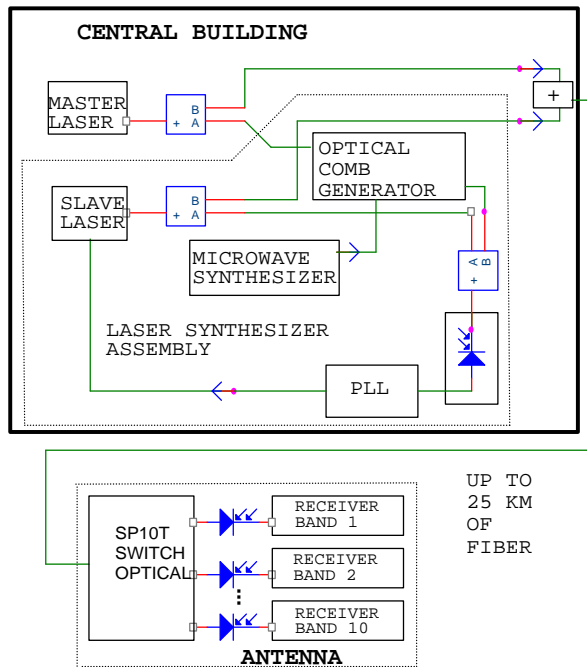 CENTRAL BUILDING
MASTER
LASER
B
A
+
+
OPTICAL
COMB
GENERATOR
SLAVE
LASER
B
A
+
MICROWAVE
SYNTHESIZER
A
B
+
LASER SYNTHESIZER
ASSEMBLY
PLL
UP TO
25 KM
OF
FIBER
SP10T
SWITCH
OPTICAL
RECEIVER
BAND 1
RECEIVER
BAND 2
RECEIVER
BAND 10
ANTENNA